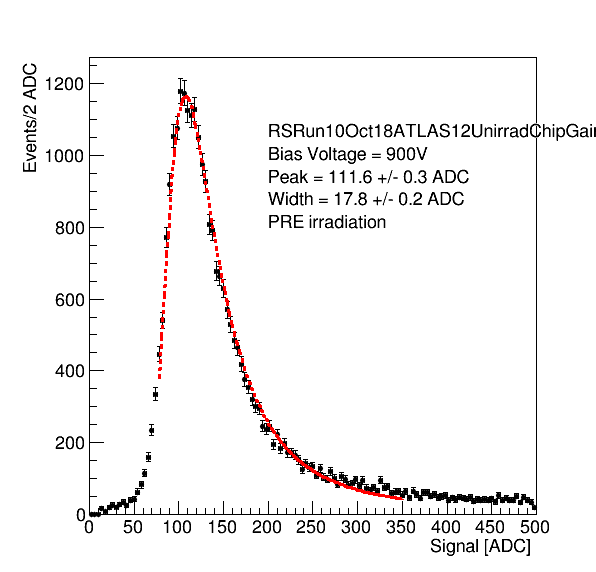 Events/2 ADC
1200
1000
800
600
400
200
0
RSRun10Oct18ATLAS12UnirradChipGai
Bias Voltage = 900V
Peak = 111.6 +/- 0.3 ADC
Width = 17.8 +/- 0.2 ADC
PRE irradiation
0 50 100 150 200 250 300 350 400 450 500
Signal [ADC]